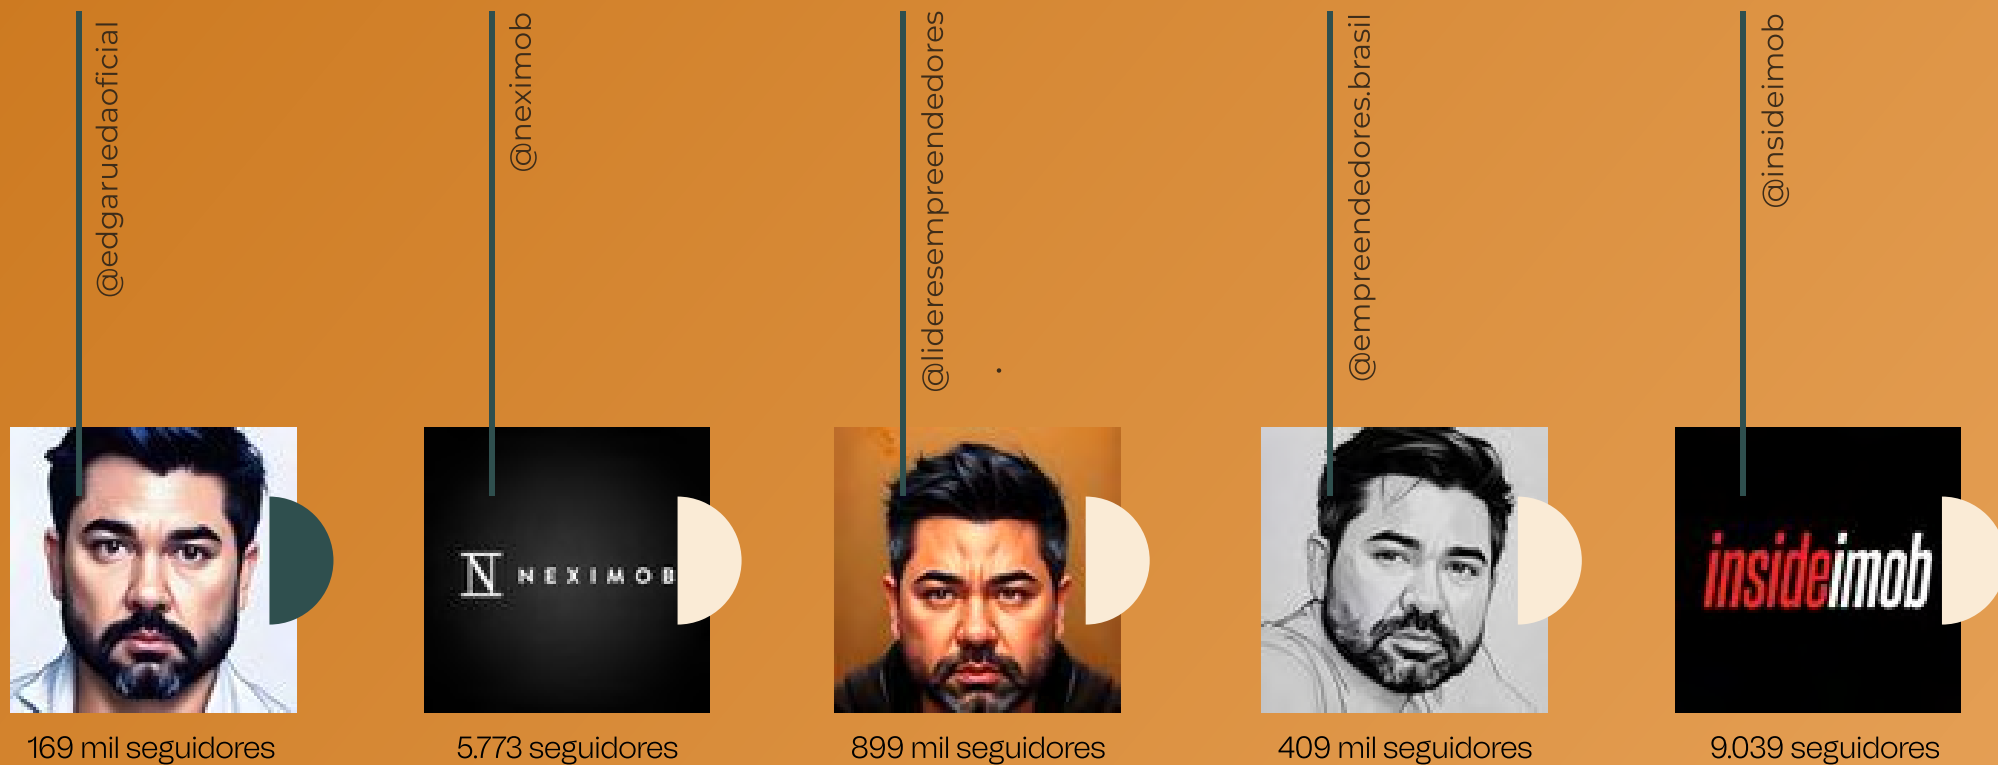 @edgaruedaoficial
@neximob
@lideresempreendedores
@empreendedores.brasil
@insideimob
N NEXIMOB
insideimob
169 mil seguidores
5.773 seguidores
899 mil seguidores
409 mil seguidores
9.039 seguidores